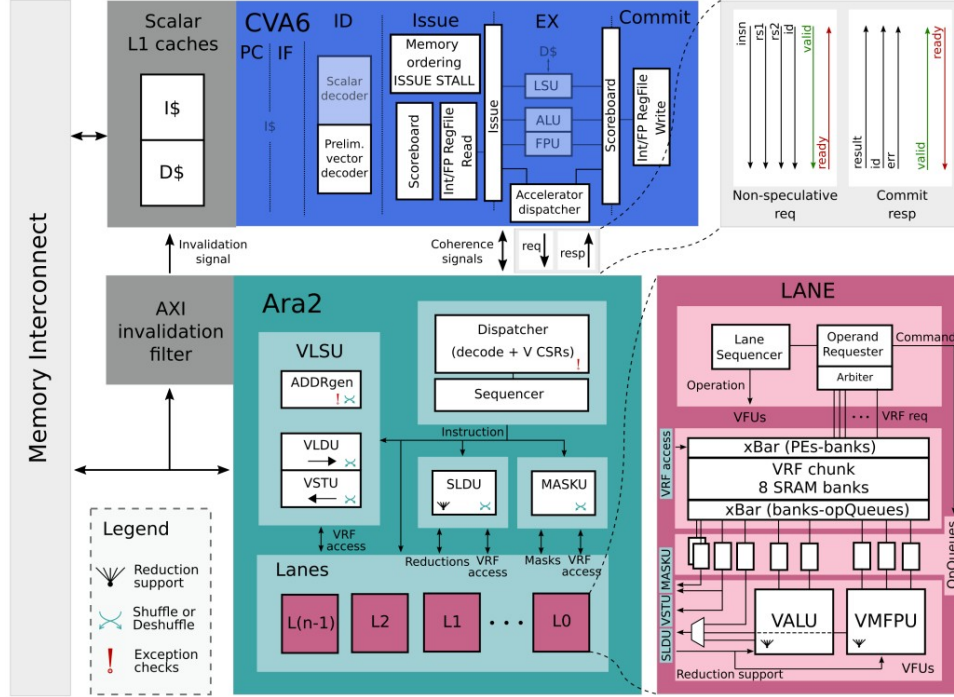 Memory Interconnect
Scalar
L1 caches
I$
D$
CVA6
PC
IF
ID
Issue
EX
Commit
I$
Scalar
decoder
Prelim.
vector
decoder
Memory
ordering
ISSUE STALL
Scoreboard
Int/FP RegFile
Read
Issue
D$
LSU
ALU
FPU
Accelerator
dispatcher
Scoreboard
Int/FP RegFile
Write
insn
rs1
rs2
id
valid
ready
Non-speculative
req
result
id
err
valid
ready
Commit
resp
Invalidation
signal
Coherence
signals
req
resp
AXI
invalidation
filter
Ara2
VLSU
ADDRgen
!
VLDU
VSTU
Dispatcher
(decode + V CSRs)
!
Sequencer
Instruction
SLDU
MASKU
VRF
access
Reductions
VRF
access
Masks
VRF
access
Lanes
L(n-1)
L2
L1
L0
Legend
Reduction
support
Shuffle or
Deshuffle
!
Exception
checks
LANE
Lane
Sequencer
Operand
Requester
Arbiter
Command
Operation
VFUs
VRF req
VRF access
xBar (PEs-banks)
VRF chunk
8 SRAM banks
xBar (banks-opQueues)
OpQueues
MASKU
VSTU
SLDU
VALU
VMFPU
Reduction support
VFUs